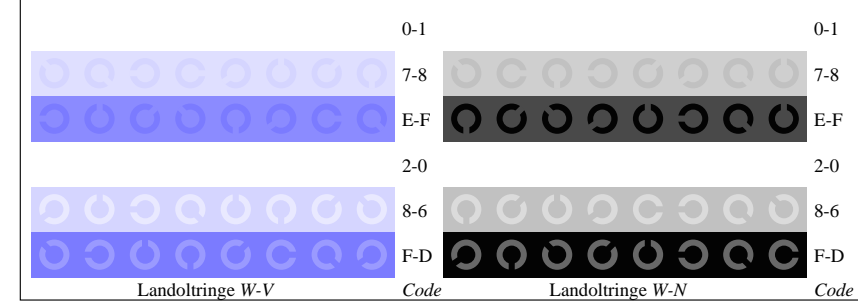 0-1 0-1
7-8 7-8
E-F E-F
2-0 2-0
8-6 8-6
F-D F-D
Landoltringe W-V Code Landoltringe W-N Code